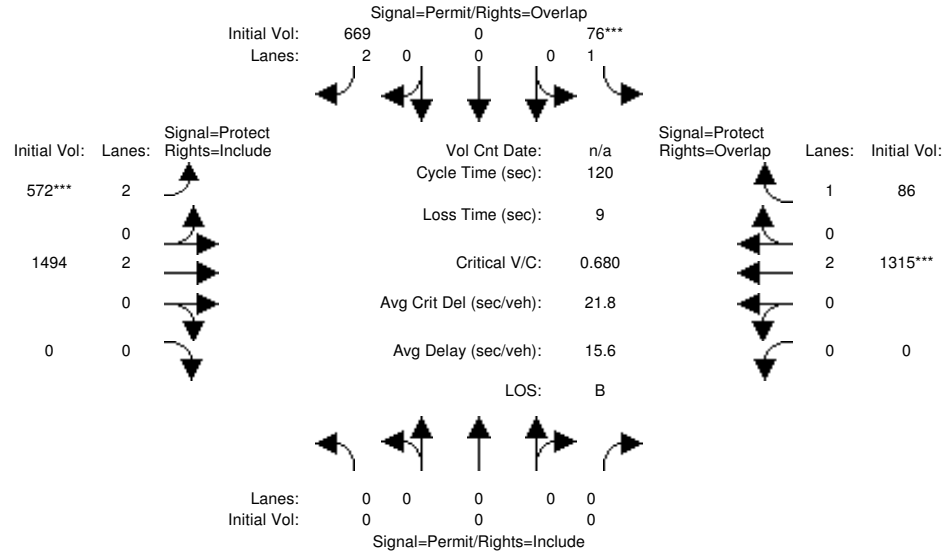 Signal=Permit/Rights=Overlap
Initial Vol: 669 0 76***
Lanes: 2 0 0 0 1
Signal=Protect
Rights=Include
Signal=Protect
Rights=Overlap
Initial Vol: Lanes:
Vol Cnt Date: n/a
Lanes: Initial Vol:
Cycle Time (sec): 120
572*** 2
1 86
Loss Time (sec): 9
0
0
1494 2
Critical V/C: 0.680
2 1315***
0
Avg Crit Del (sec/veh): 21.8
0
0 0
Avg Delay (sec/veh): 15.6
0 0
LOS: B
Lanes: 0 0 0 0 0
Initial Vol: 0 0 0
Signal=Permit/Rights=Include